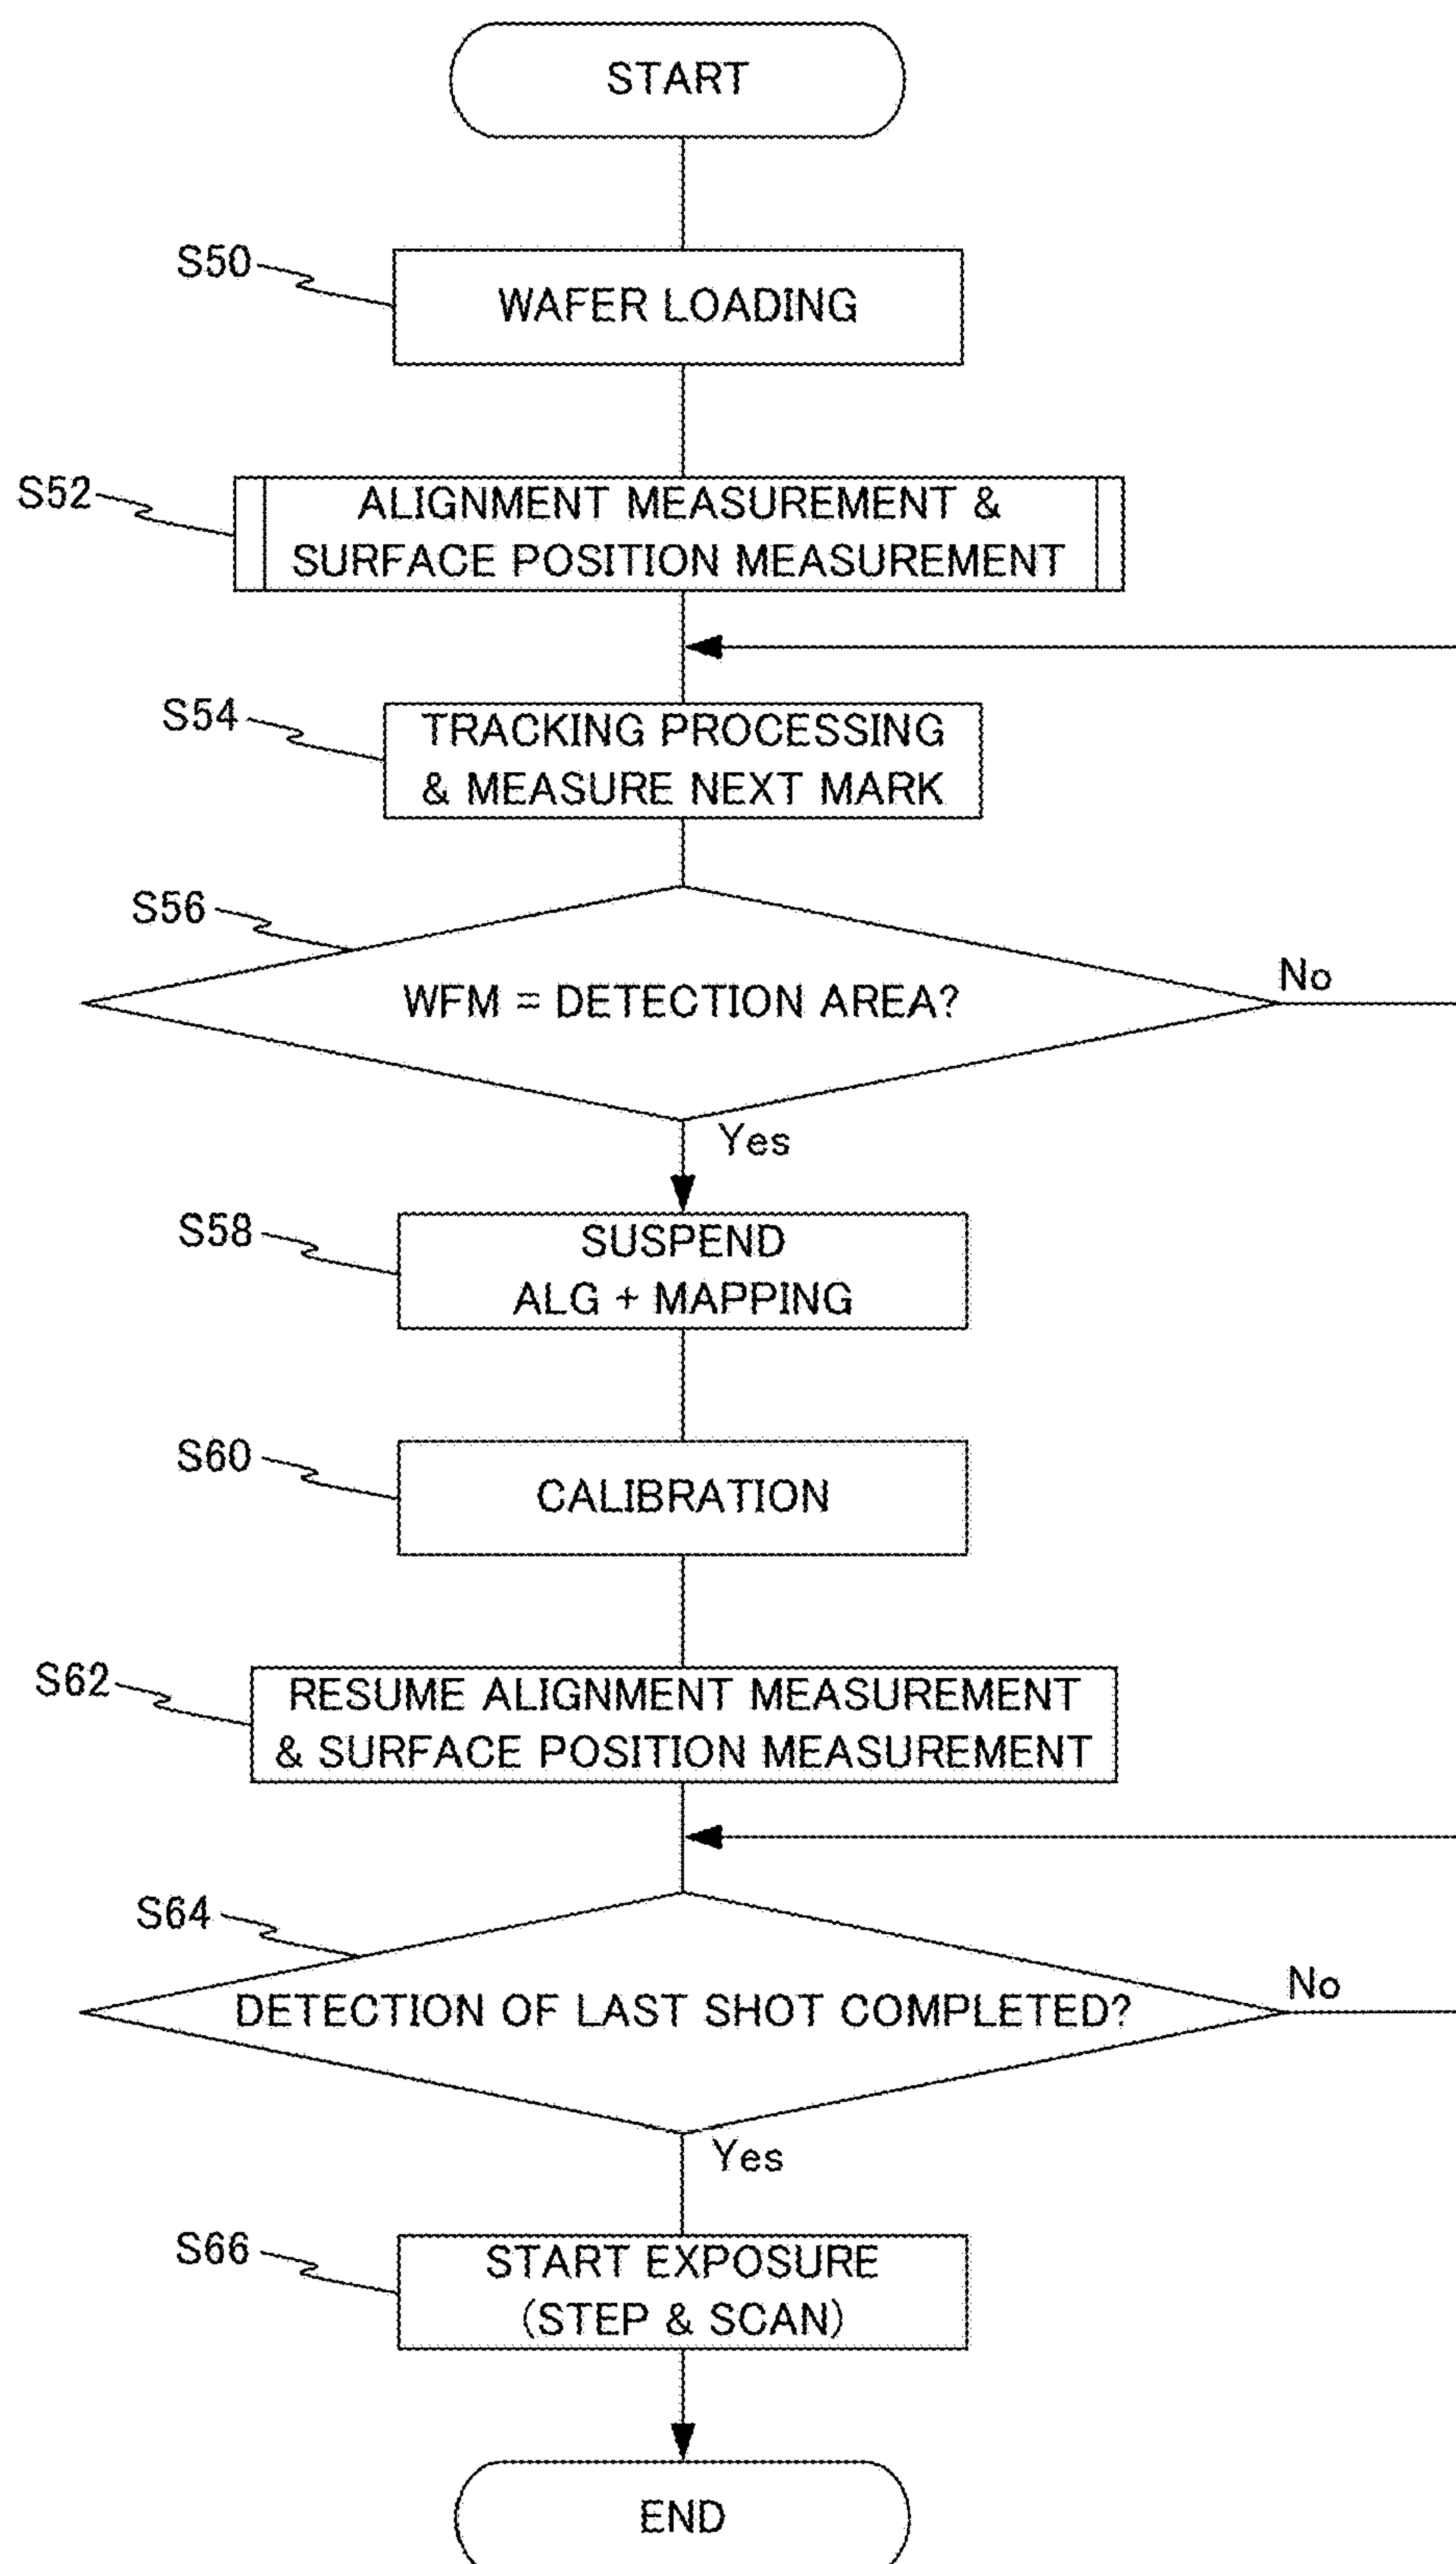 START
S50
WAFER LOADING
S52
ALIGNMENT MEASUREMENT &
SURFACE POSITION MEASUREMENT
S54
TRACKING PROCESSING
& MEASURE NEXT MARK
S56
WFM = DETECTION AREA?
No
Yes
S58
SUSPEND
ALG + MAPPING
S60
CALIBRATION
S62
RESUME ALIGNMENT MEASUREMENT
& SURFACE POSITION MEASUREMENT
S64
DETECTION OF LAST SHOT COMPLETED?
No
Yes
S66
START EXPOSURE
(STEP & SCAN)
END